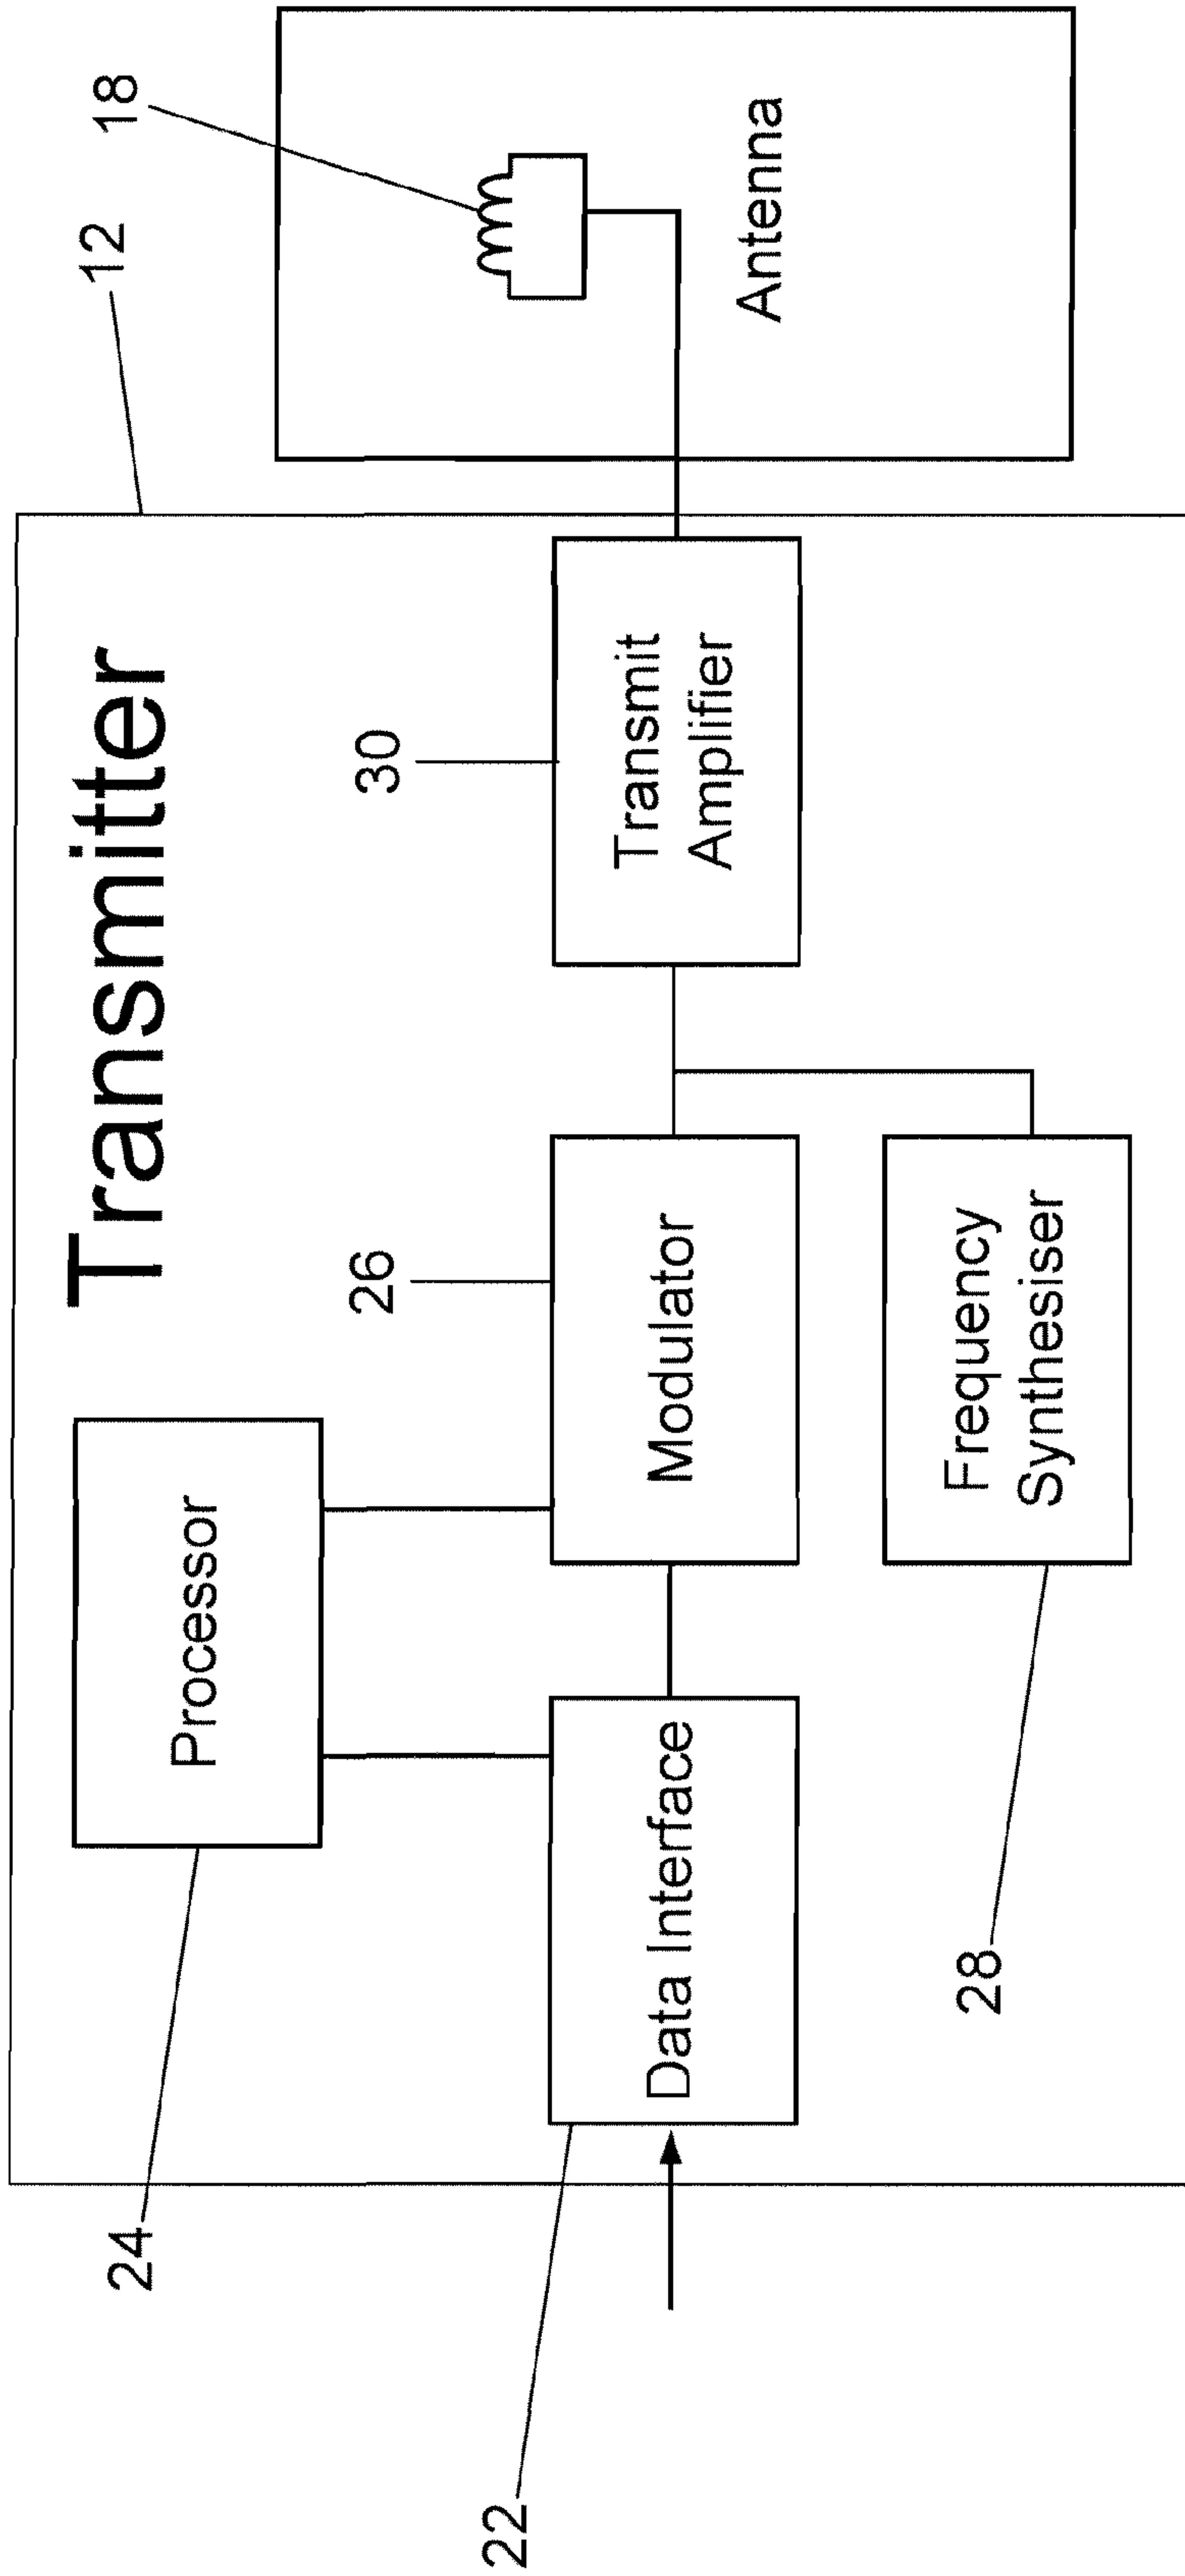 12
18
Transmitter
24
Processor
30
26
22
Data Interface
Modulator
Transmit
Amplifier
Antenna
28
Frequency
Synthesiser